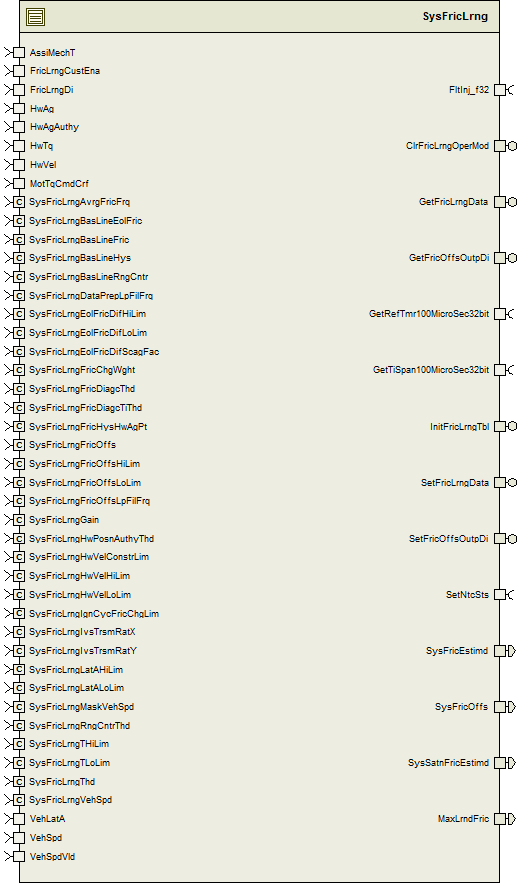 SysFricLrng
AssiMechT
FricLrngCustEna
FricLrngDi
HwAg
HwAgAuthy
HwTq
HwVel
MotTqCmdCrf
C SysFricLrngAvrgFricFrq
C SysFricLrngBasLineEolFric
C SysFricLrngBasLineFric
C SysFricLrngBasLineHys
C SysFricLrngBasLineRngCntr
C SysFricLrngDataPrepLpFilFrq
C SysFricLrngEolFricDifHiLim
C SysFricLrngEolFricDifLoLim
C SysFricLrngEolFricDifScagFac
C SysFricLrngFricChgWght
C SysFricLrngFricDiagcThd
C SysFricLrngFricDiagcTiThd
C SysFricLrngFricHysHwAgPt
C SysFricLrngFricOffs
C SysFricLrngFricOffsHiLim
C SysFricLrngFricOffsLoLim
C SysFricLrngFricOffsLpFilFrq
C SysFricLrngGain
C SysFricLrngHwPosnAuthyThd
C SysFricLrngHwVelConstrLim
C SysFricLrngHwVelHiLim
C SysFricLrngHwVelLoLim
C SysFricLrngIgnCycFricChgLim
C SysFricLrngIvsTrsmRatX
C SysFricLrngIvsTrsmRatY
C SysFricLrngLatAHiLim
C SysFricLrngLatALoLim
C SysFricLrngMaskVehSpd
C SysFricLrngRngCntrThd
C SysFricLrngTHiLim
C SysFricLrngTLoLim
C SysFricLrngThd
C SysFricLrngVehSpd
VehLatA
VehSpd
VehSpdVld
FltInj_f32
ClrFricLrngOperMod
GetFricLrngData
GetFricOffsOutpDi
GetRefTmr100MicroSec32bit
GetTiSpan100MicroSec32bit
InitFricLrngTbl
SetFricLrngData
SetFricOffsOutpDi
SetNtcSts
SysFricEstimd
SysFricOffs
SysSatnFricEstimd
MaxLrndFric